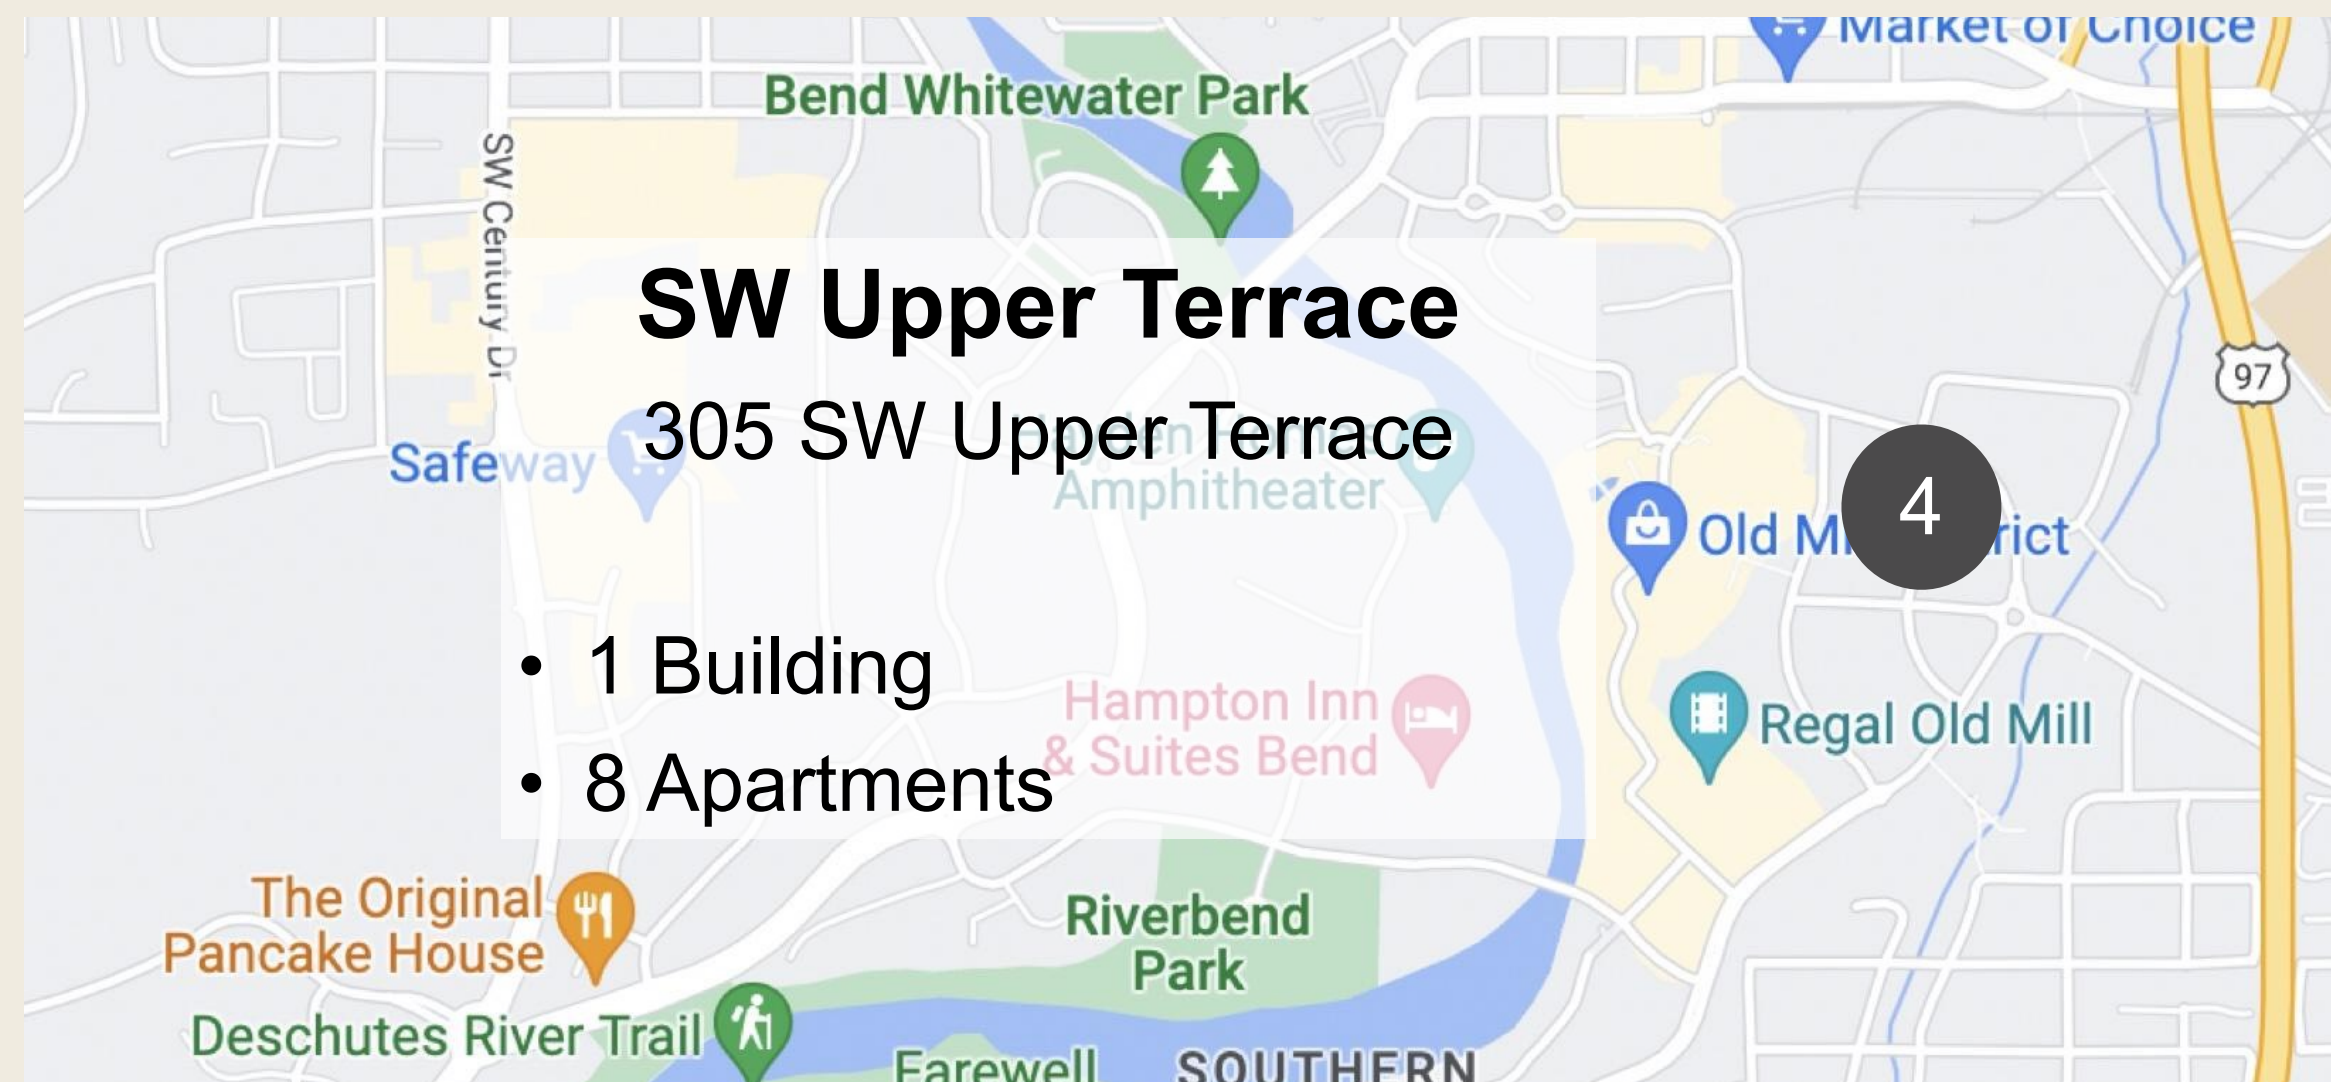 Market of Choice
Bend Whitewater Park
SW Century Dr
SW Upper Terrace
97
305 SW Upper Terrace
Safeway
Amphitheater
4
Old M rict
• 1 Building
Hampton Inn
& Suites Bend
Regal Old Mill
• 8 Apartments
The Original
Pancake House
Riverbend
Park
Deschutes River Trail
Farewell
SOUTHERN